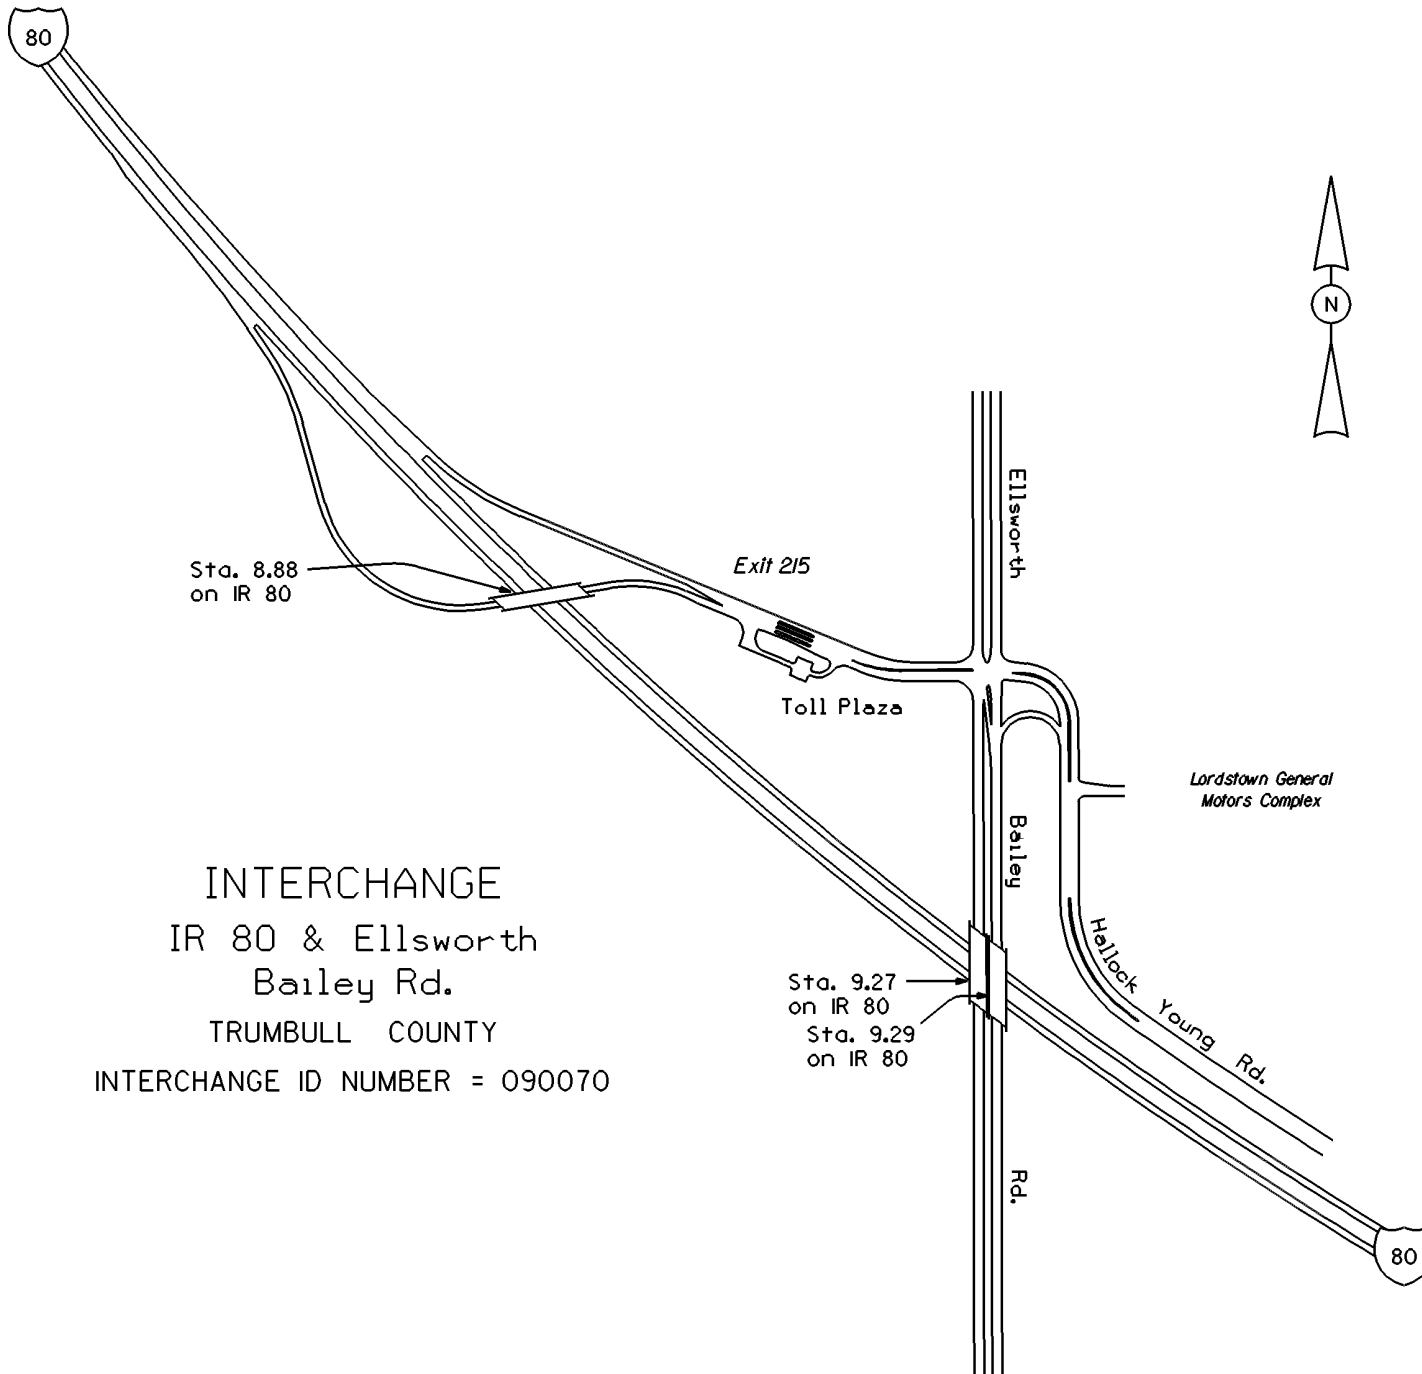 80
N
Ellsworth
Exit 215
Sta. 8.88
on IR 80
Toll Plaza
Lordstown General
Motors Complex
Bailey
INTERCHANGE
IR 80 & Ellsworth
Bailey Rd.
TRUMBULL COUNTY
INTERCHANGE ID NUMBER = 090070
Sta. 9.27
on IR 80
Sta. 9.29
on IR 80
Hallock Young Rd.
Rd.
80